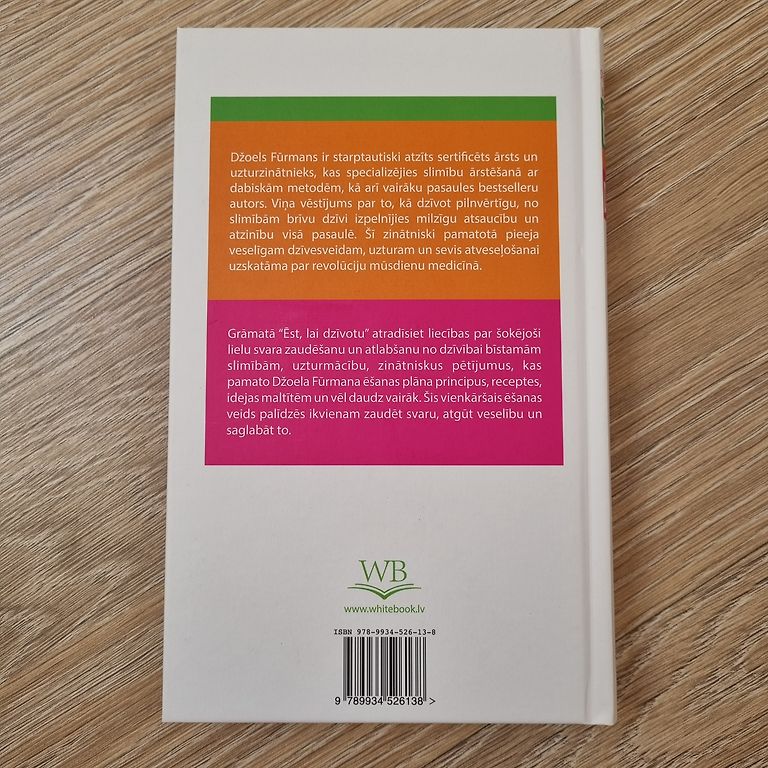 Džoels Fūrmans ir starptautiski atzīts sertificēts ārsts un
uzturzinātnieks, kas specializējies slimību ārstēšanā ar
dabiskām metodēm, kā arī vairāku pasaules bestselleru
autors. Viņa vēstījums par to, kā dzīvot pilnvērtīgu, no
slimībām brīvu dzīvi izpelnījies milzīgu atsaucību un
atzinību visā pasaulē. Šī zinātniski pamatotā pieeja
veselīgam dzīvesveidam, uzturam un sevis atveseļošanai
uzskatāma par revolūciju mūsdienu medicīnā.
Grāmatā “Ēst, lai dzīvotu” atradīsiet liecības par šokējoši
lielu svara zaudēšanu un atlabšanu no dzīvībai bīstamām
slimībām, uzturmācību, zinātniskus pētījumus, kas
pamato Džoela Fūrmana ēšanas plāna principus, receptes,
idejas maltītēm un vēl daudz vairāk. Šis vienkāršais ēšanas
veids palīdzēs ikvienam zaudēt svaru, atgūt veselību un
saglabāt to.
WB
www.whitebook.lv
ISBN 978-9934-526-13-8
9 789934 526138 >